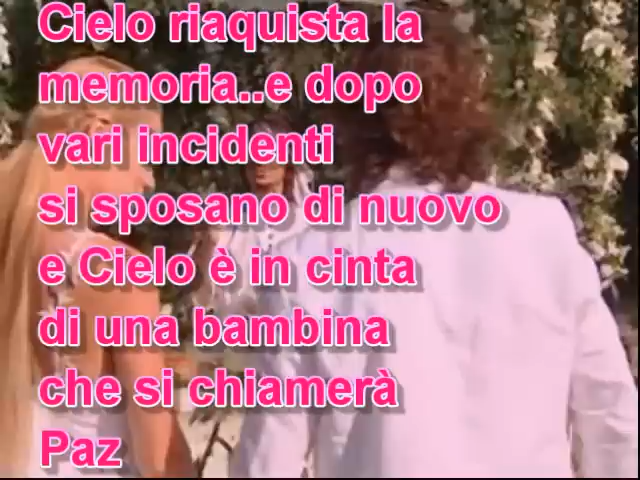 Cielo riaquista la
memoria..e dopo
vari incidenti
si sposano di nuovo
e Cielo è in cinta
di una bambina
che si chiamerà
Paz